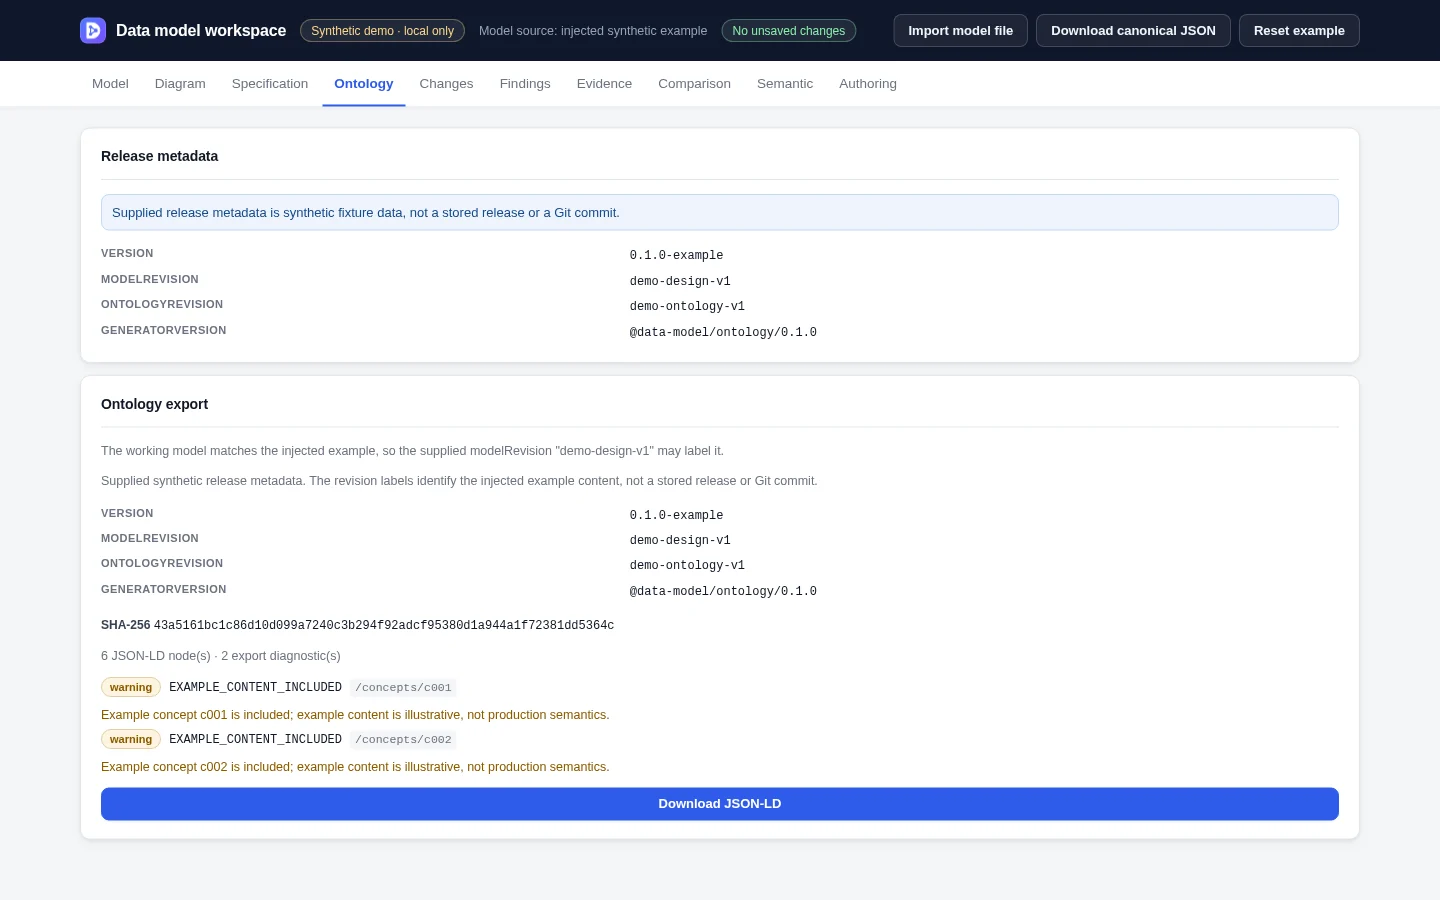 Data model workspace
Synthetic demo · local only
Model source: injected synthetic example
No unsaved changes
Import model file
Download canonical JSON
Reset example
Model
Diagram
Specification
Ontology
Changes
Findings
Evidence
Comparison
Semantic
Authoring
Release metadata
Supplied release metadata is synthetic fixture data, not a stored release or a Git commit.
VERSION 0.1.0-example
MODELREVISION demo-design-v1
ONTOLOGYREVISION demo-ontology-v1
GENERATORVERSION @data-model/ontology/0.1.0
Ontology export
The working model matches the injected example, so the supplied modelRevision "demo-design-v1" may label it.
Supplied synthetic release metadata. The revision labels identify the injected example content, not a stored release or Git commit.
VERSION 0.1.0-example
MODELREVISION demo-design-v1
ONTOLOGYREVISION demo-ontology-v1
GENERATORVERSION @data-model/ontology/0.1.0
SHA-256 43a5161bc1c86d10d099a7240c3b294f92adcf95380d1a944a1f72381dd5364c
6 JSON-LD node(s) · 2 export diagnostic(s)
warning EXAMPLE_CONTENT_INCLUDED /concepts/c001
Example concept c001 is included; example content is illustrative, not production semantics.
warning EXAMPLE_CONTENT_INCLUDED /concepts/c002
Example concept c002 is included; example content is illustrative, not production semantics.
Download JSON-LD